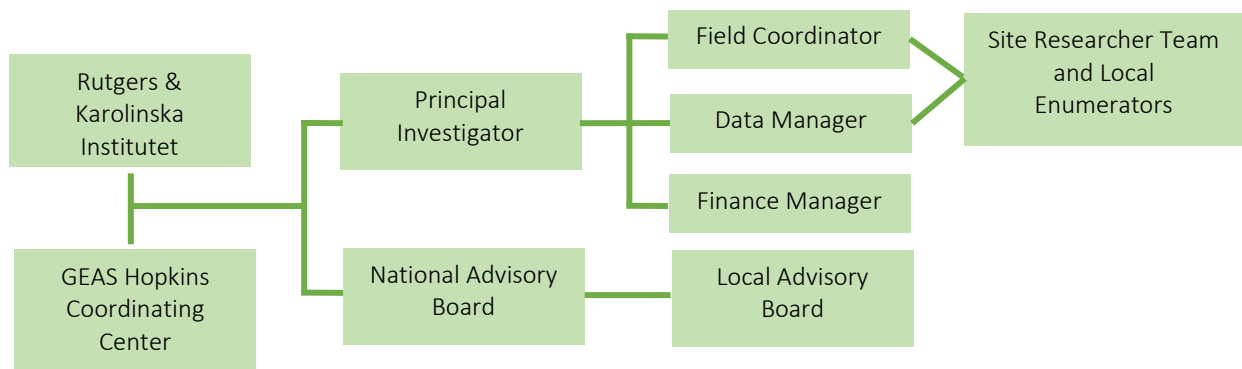 Rutgers &
Karolinska
Institutet
GEAS Hopkins
Coordinating
Center
Principal
Investigator
National Advisory
Board
Field Coordinator
Data Manager
Finance Manager
Local Advisory
Board
Site Researcher Team
and Local
Enumerators